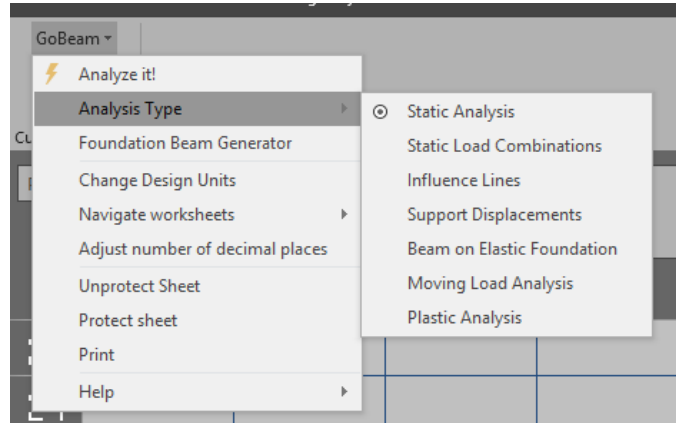 GoBeam
Analyze it!
Analysis Type
Foundation Beam Generator
Change Design Units
Navigate worksheets
Adjust number of decimal places
Unprotect Sheet
Protect sheet
Print
Help
Static Analysis
Static Load Combinations
Influence Lines
Support Displacements
Beam on Elastic Foundation
Moving Load Analysis
Plastic Analysis
Cu